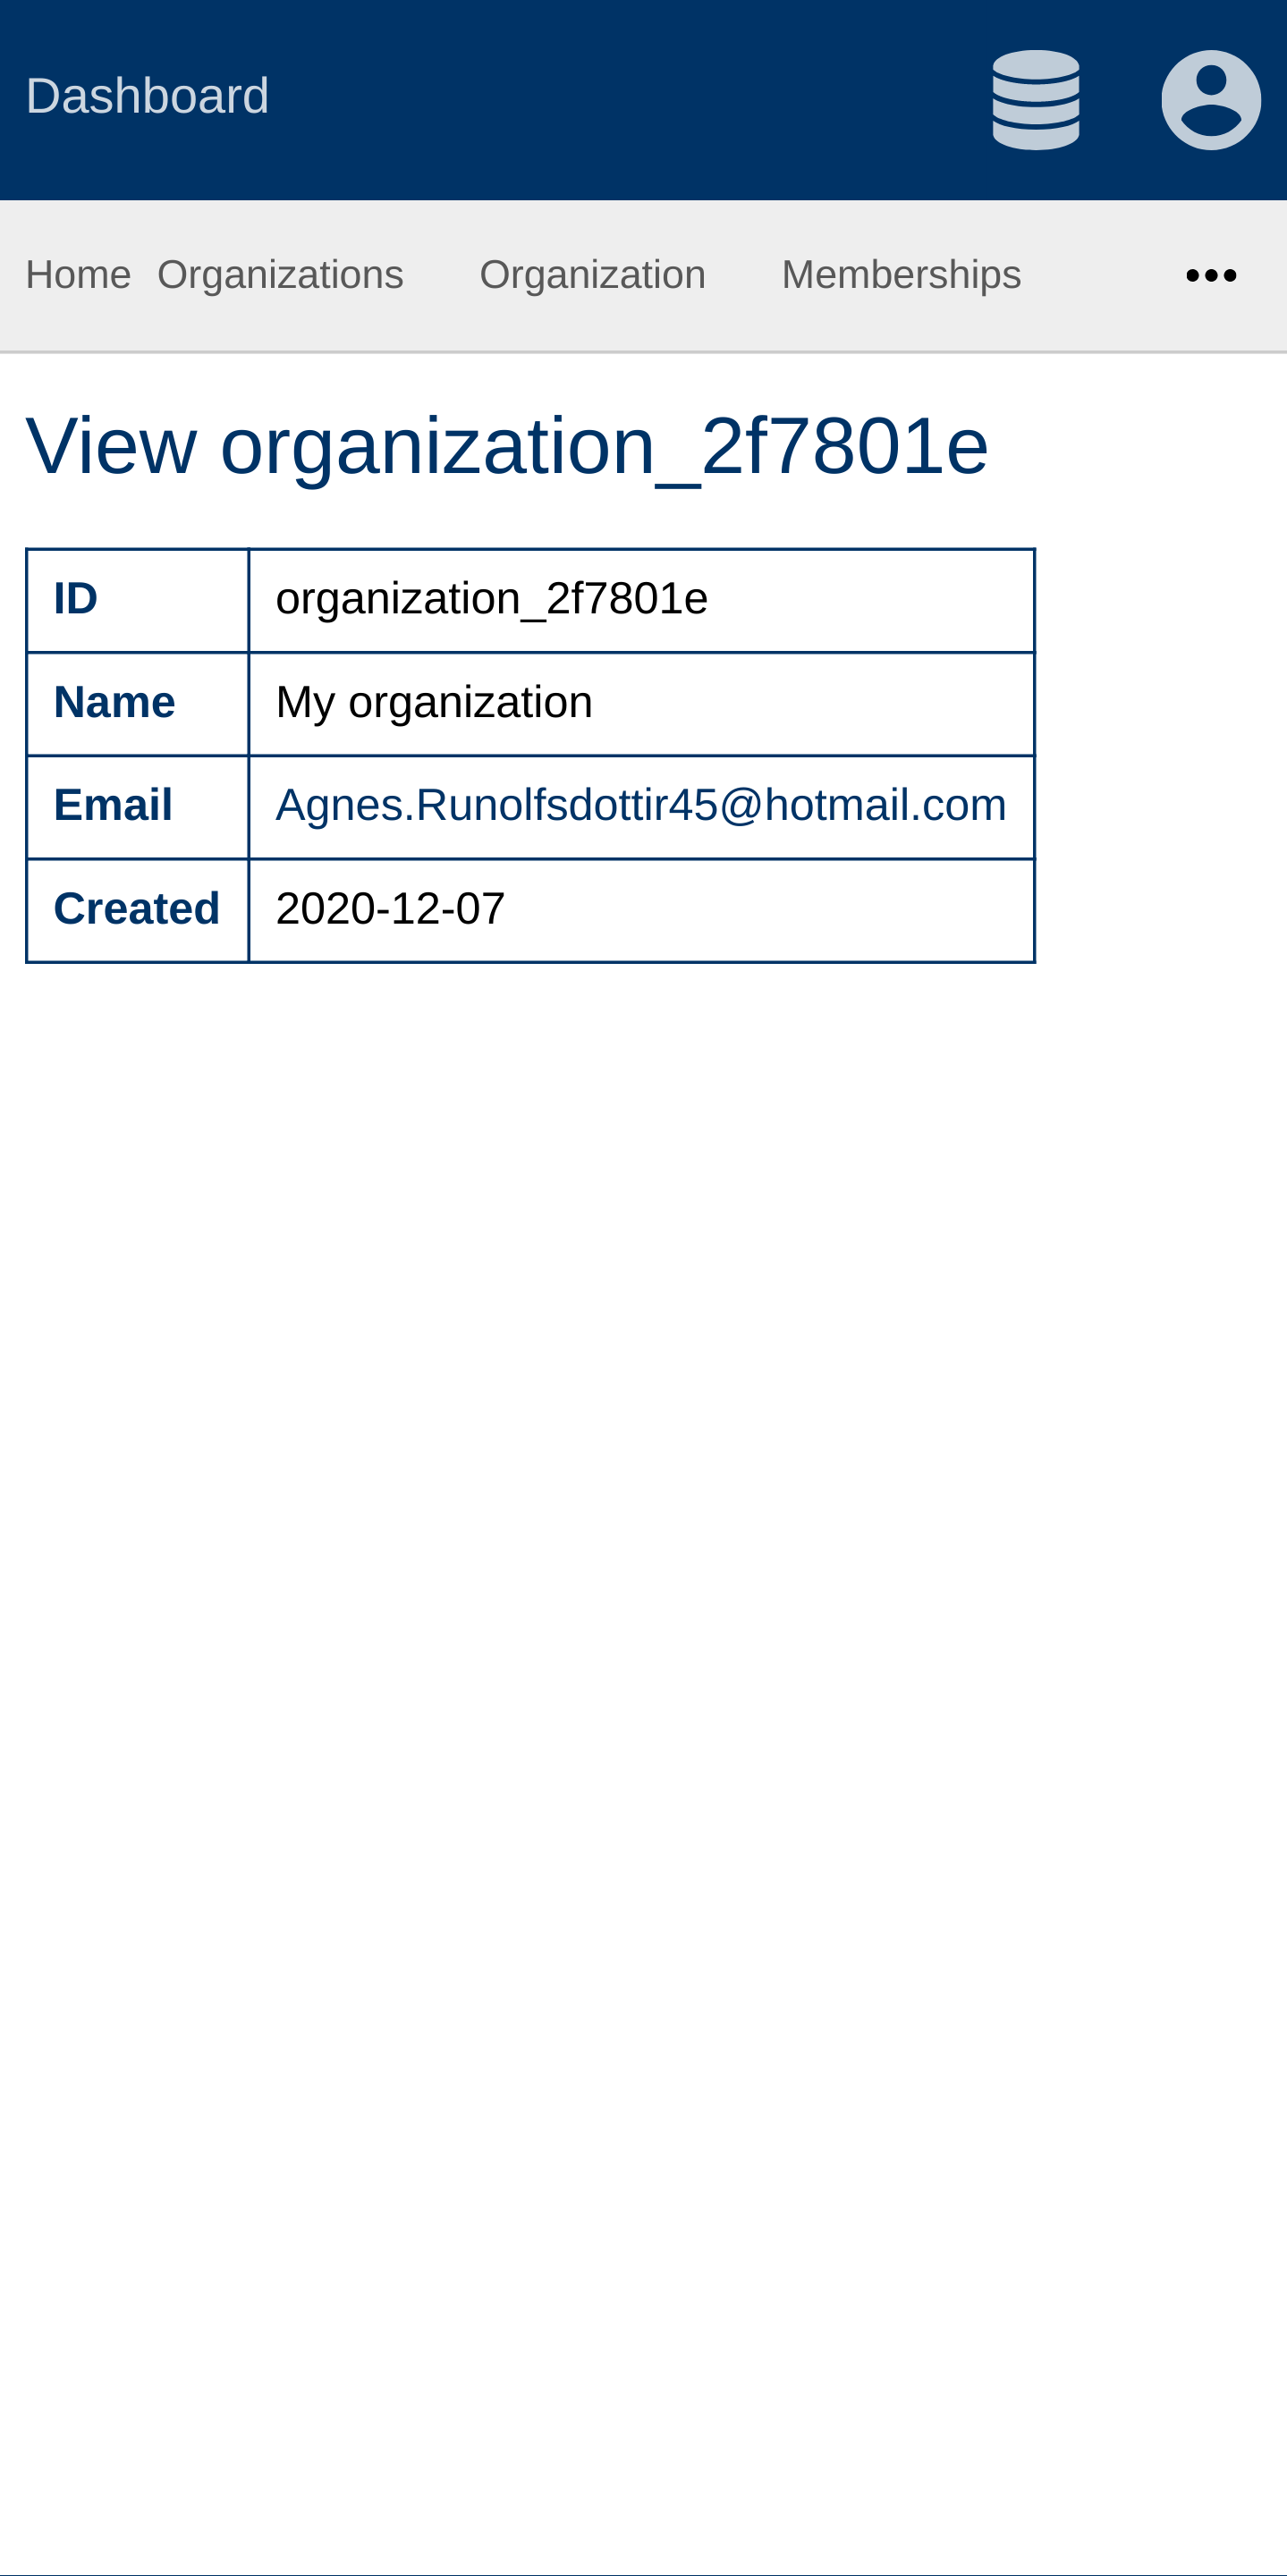 Dashboard
Home Organizations Organization Memberships •••
View organization_2f7801e
ID organization_2f7801e
Name My organization
Email Agnes.Runolfsdottir45@hotmail.com
Created 2020-12-07